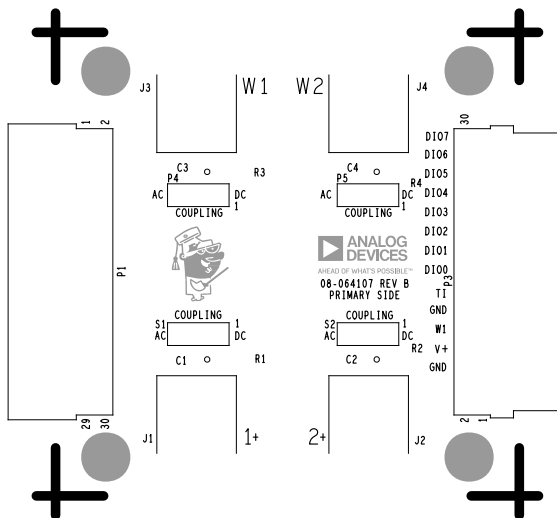 J3
W1
W2
J4
1
2
30
DIO7
DIO6
DIO5
DIO4
DIO3
DIO2
DIO1
DIO0
TI
GND
W1
V+
GND
C3
R3
P4
AC
DC
COUPLING
1
C4
P5
R4
AC
DC
COUPLING
1
ANALOG
DEVICES
AHEAD OF WHAT'S POSSIBLE™
08-064107 REV B
PRIMARY SIDE
P1
P3
COUPLING
S1
1
AC
DC
C1
R1
COUPLING
S2
1
AC
DC
R2
C2
29
30
2
1
J1
1+
2+
J2